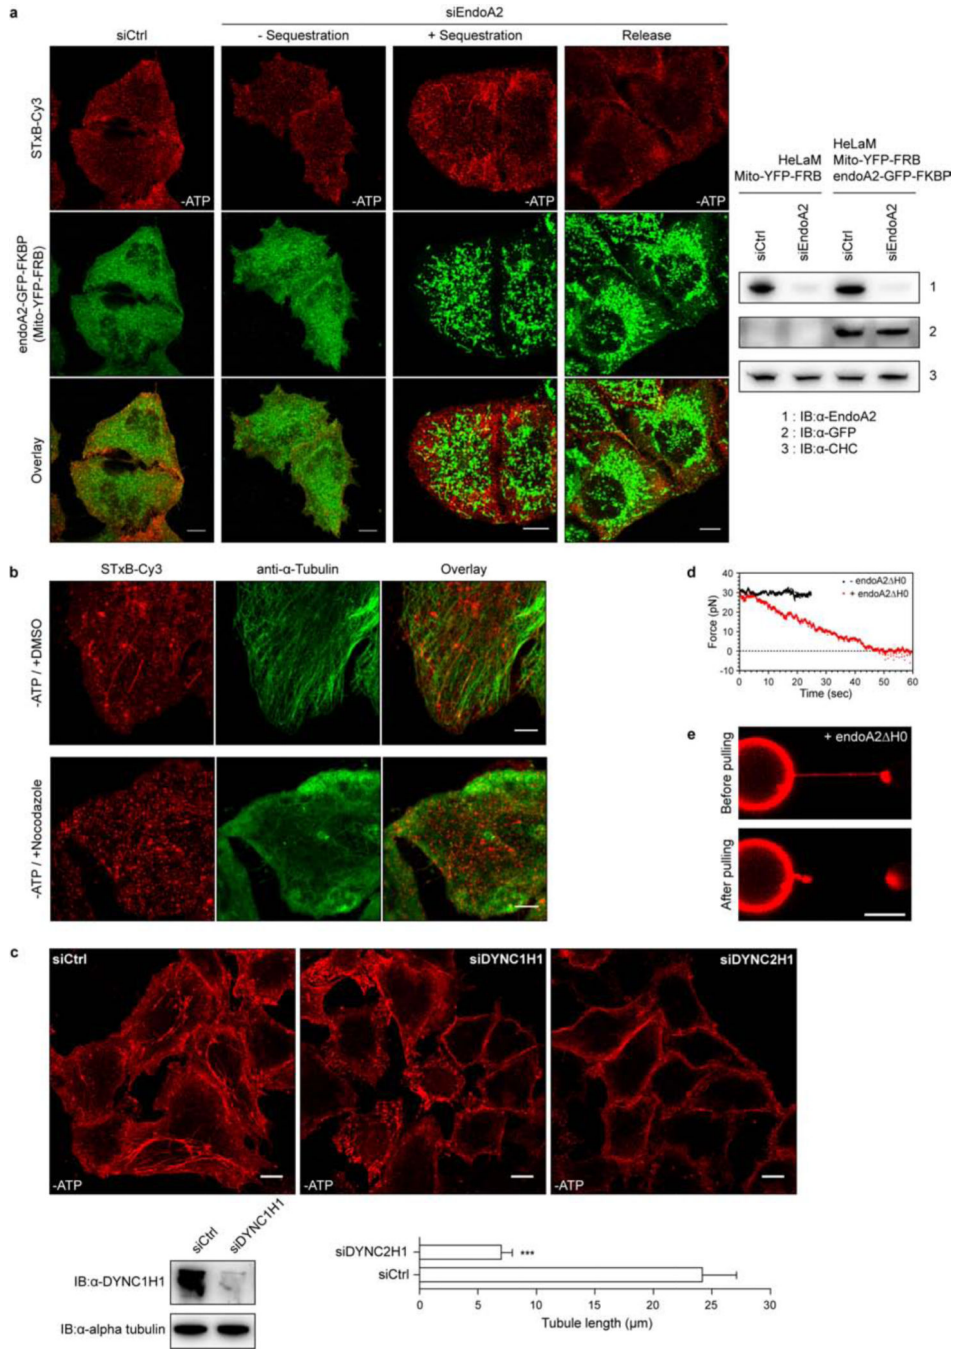 a
siEndoA2
siCtrl
- Sequestration
+ Sequestration
Release
STxB-Cy3
-ATP
-ATP
-ATP
-ATP
endoA2-GFP-FKBP
(Mito-YFP-FRB)
Overlay
HeLaM
Mito-YFP-FRB
HeLaM
Mito-YFP-FRB
endoA2-GFP-FKBP
siCtrl
siEndoA2
siCtrl
siEndoA2
1
2
3
1 : IB:α-EndoA2
2 : IB:α-GFP
3 : IB:α-CHC
b
STxB-Cy3
anti-α-Tubulin
Overlay
-ATP / +DMSO
-ATP / +Nocodazole
d
Force (pN)
40
30
20
10
0
-10
- endoA2ΔH0
+ endoA2ΔH0
0 10 20 30 40 50 60
Time (sec)
e
Before pulling
+ endoA2ΔH0
After pulling
c
siCtrl
-ATP
siDYNC1H1
-ATP
siDYNC2H1
-ATP
siCtrl
siDYNC1H1
IB:α-DYNC1H1
IB:α-alpha tubulin
siDYNC2H1
***
siCtrl
0 5 10 15 20 25 30
Tubule length (µm)